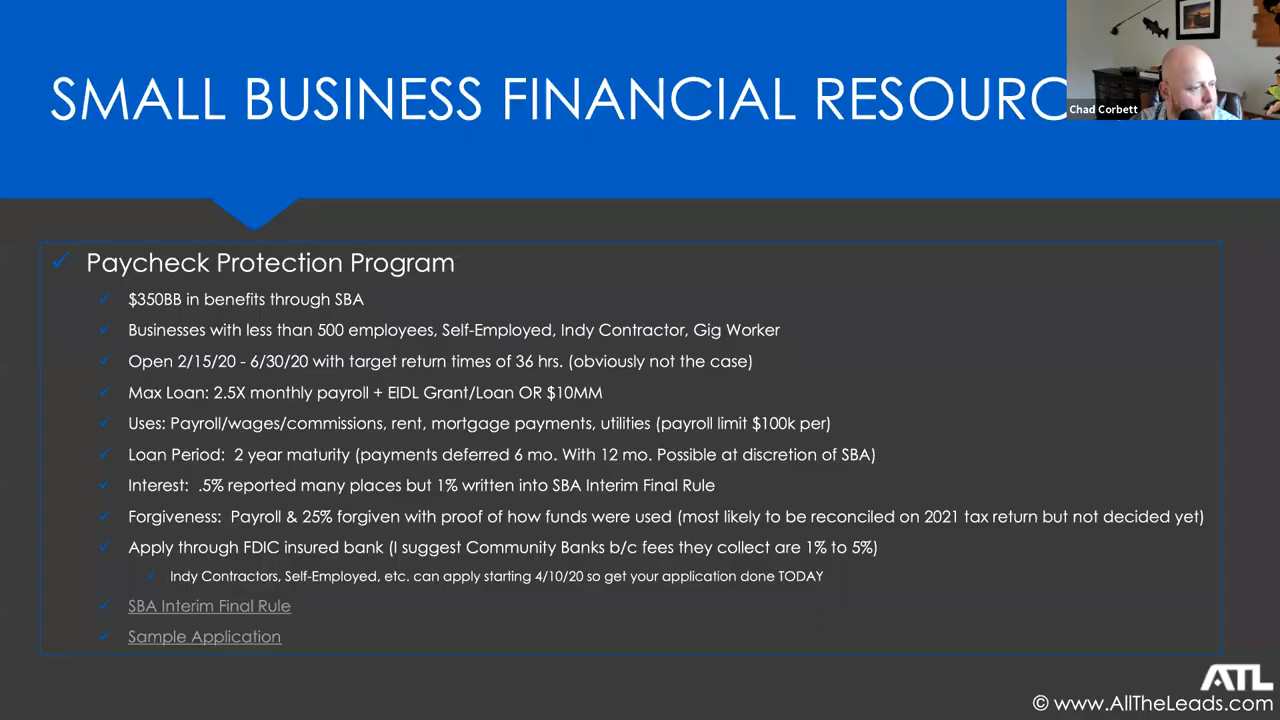 SMALL BUSINESS FINANCIAL RESOURC
Chad Corbett
Paycheck Protection Program
$350BB in benefits through SBA
Businesses with less than 500 employees, Self-Employed, Indy Contractor, Gig Worker
Open 2/15/20 - 6/30/20 with target return times of 36 hrs. (obviously not the case)
Max Loan: 2.5X monthly payroll + EIDL Grant/Loan OR $10MM
Uses: Payroll/wages/commissions, rent, mortgage payments, utilities (payroll limit $100k per)
Loan Period:  2 year maturity (payments deferred 6 mo. With 12 mo. Possible at discretion of SBA)
Interest:  .5% reported many places but 1% written into SBA Interim Final Rule
Forgiveness:  Payroll & 25% forgiven with proof of how funds were used (most likely to be reconciled on 2021 tax return but not decided yet)
Apply through FDIC insured bank (I suggest Community Banks b/c fees they collect are 1% to 5%)
Indy Contractors, Self-Employed, etc. can apply starting 4/10/20 so get your application done TODAY
SBA Interim Final Rule
Sample Application
ATL
© www.AllTheLeads.com